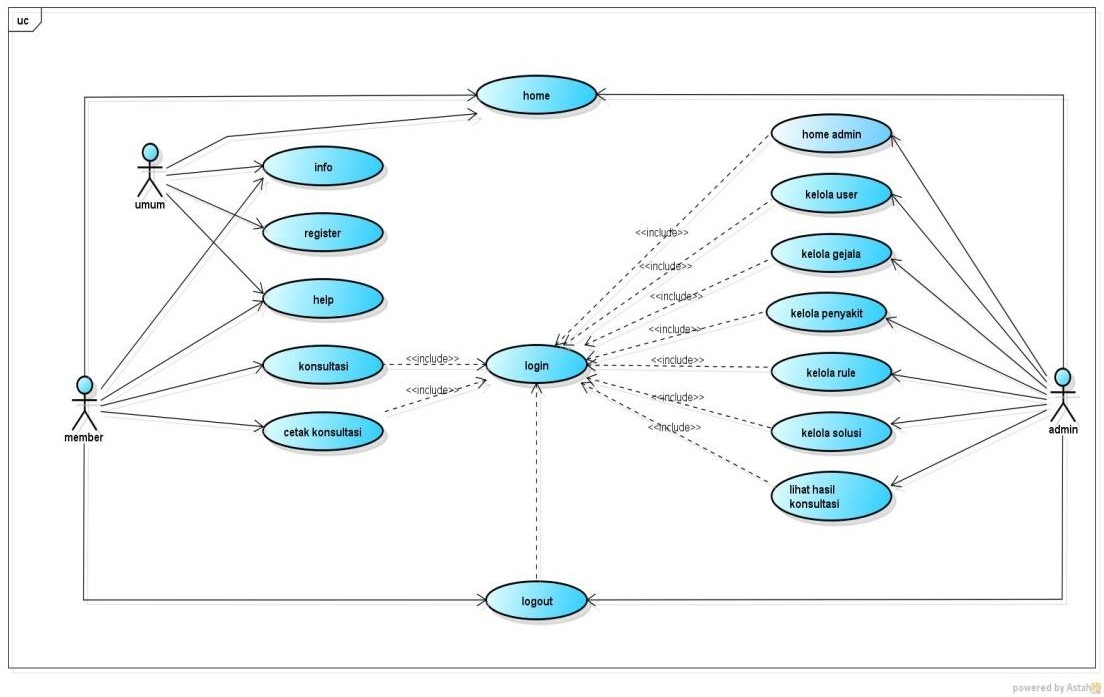 uc
home
home admin
info
umum
kelola user
register
<<include>>
kelola gejala
<<include>>
help
<<include>>
kelola penyakit
<<include>>
konsultasi
<<include>>
login
<<include>>
kelola rule
<<include>>
<<include>>
member
cetak konsultasi
<<include>>
kelola solusi
admin
lihat hasil
konsultasi
logout
powered by Astah